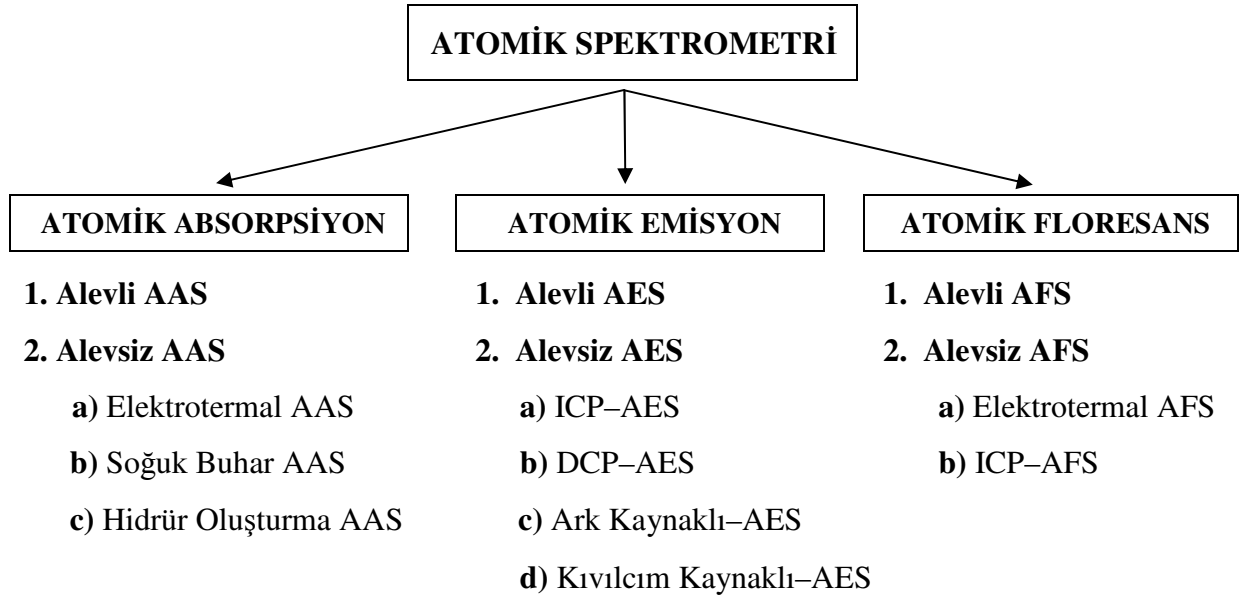 ATOMİK SPEKTROMETRİ
ATOMİK ABSORPSİYON
1. Alevli AAS
2. Alevsiz AAS
a) Elektrotermal AAS
b) Soğuk Buhar AAS
c) Hidrür Oluşturma AAS
ATOMİK EMİSYON
1. Alevli AES
2. Alevsiz AES
a) ICP–AES
b) DCP–AES
c) Ark Kaynaklı–AES
d) Kıvılcım Kaynaklı–AES
ATOMİK FLORESANS
1. Alevli AFS
2. Alevsiz AFS
a) Elektrotermal AFS
b) ICP–AFS